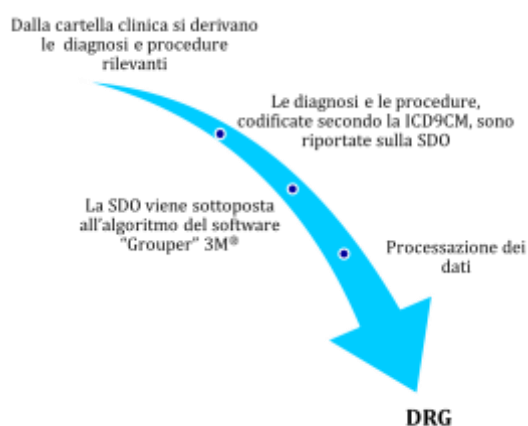 Dalla cartella clinica si derivano
le diagnosi e procedure
rilevanti
Le diagnosi e le procedure,
codificate secondo la ICD9CM, sono
riportate sulla SDO
La SDO viene sottoposta
all'algoritmo del software
"Grouper" 3M®
Processazione dei
dati
DRG